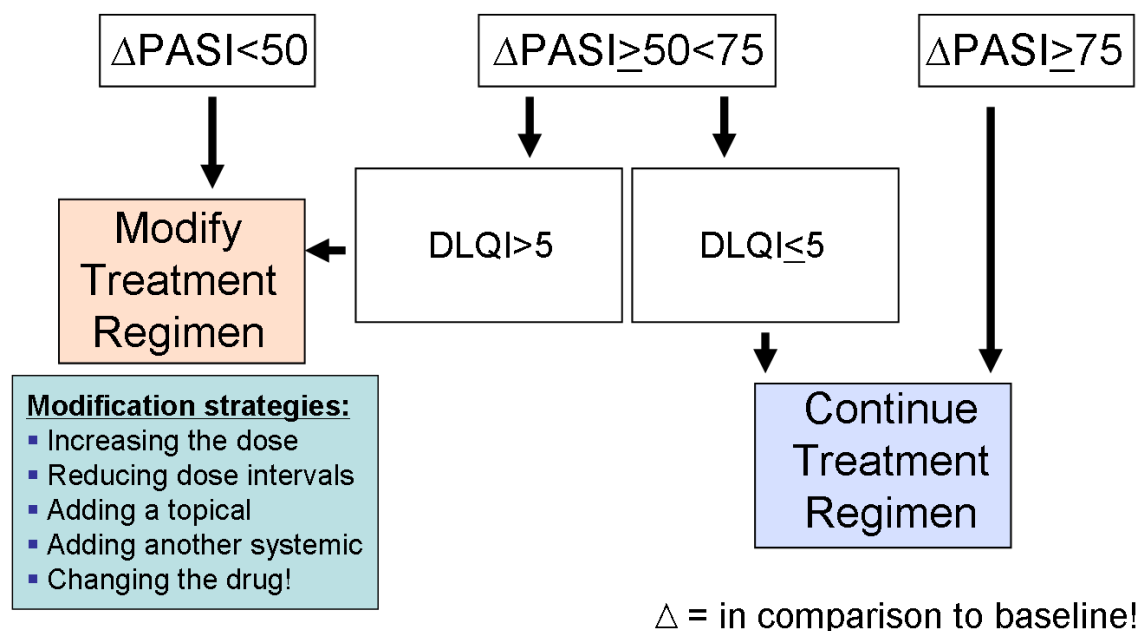 ΔPASI<50
ΔPASI≥50<75
ΔPASI≥75
DLQI>5
DLQI≤5
Modify
Treatment
Regimen
Modification strategies:
▪ Increasing the dose
▪ Reducing dose intervals
▪ Adding a topical
▪ Adding another systemic
▪ Changing the drug!
Continue
Treatment
Regimen
Δ = in comparison to baseline!